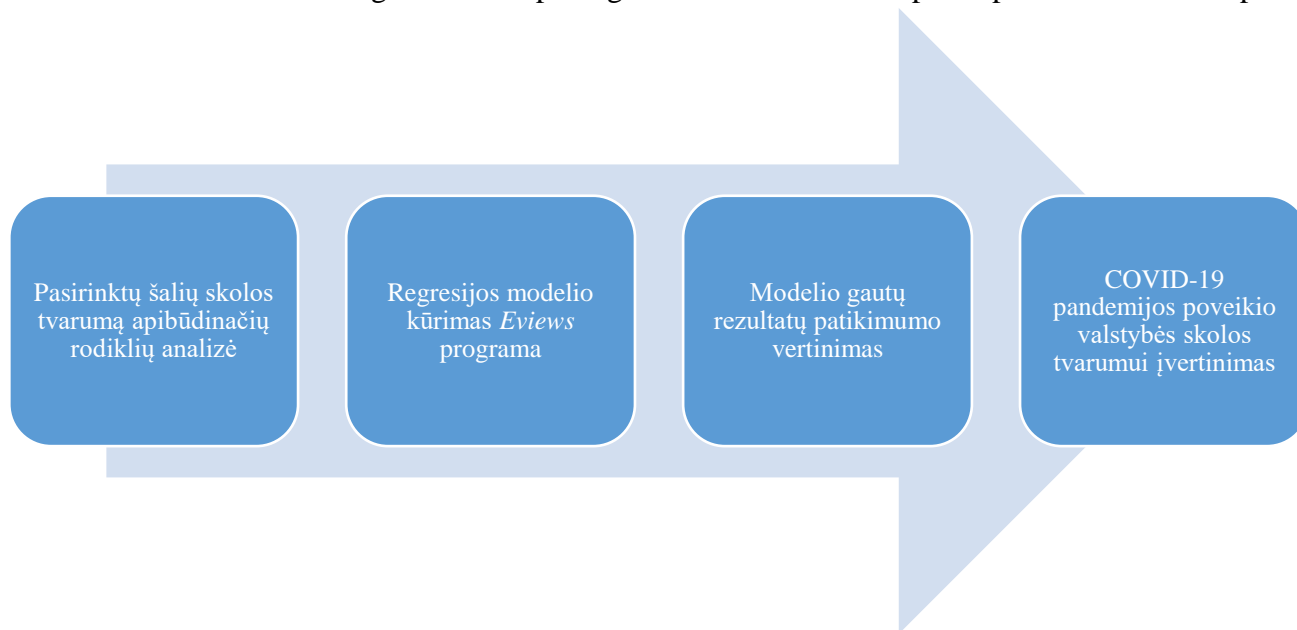 Pasirinktų šalių skolos
tvarumą apibūdinačių
rodiklių analizė
Regresijos modelio
kūrimas Eviews
programa
Modelio gautų
rezultatų patikimumo
vertinimas
COVID-19
pandemijos poveikio
valstybės skolos
tvarumui įvertinimas